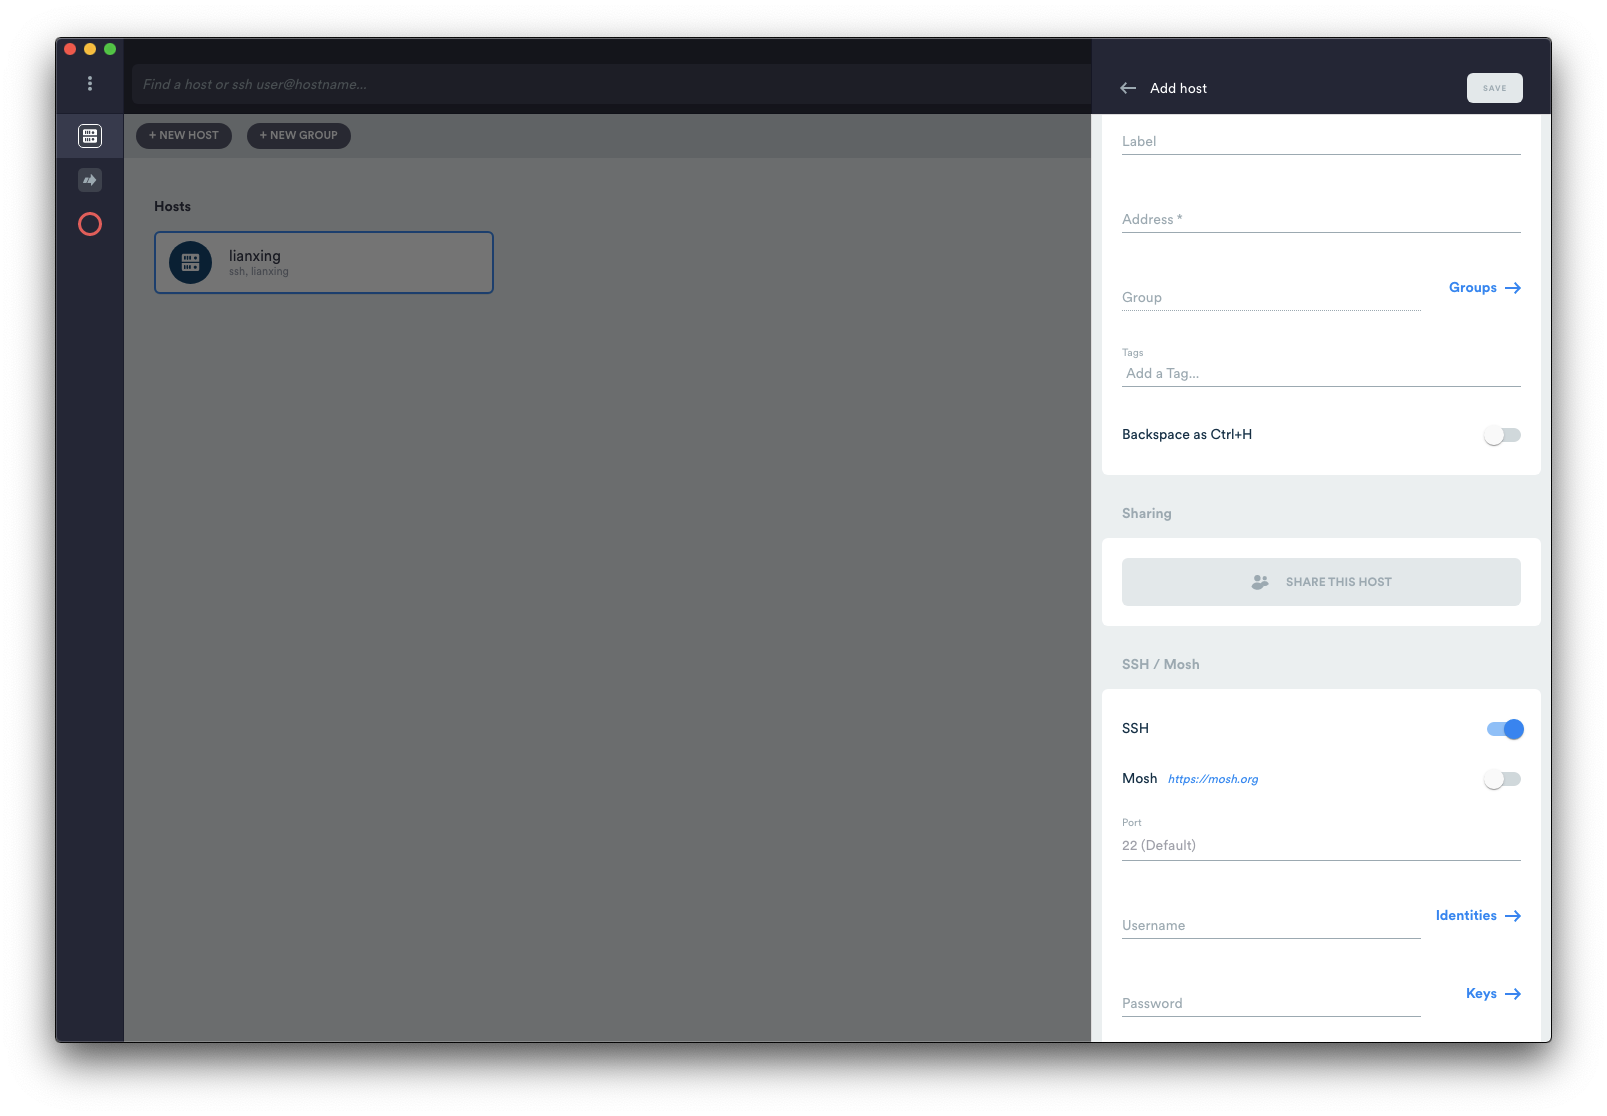 Find a host or ssh user@hostname...
+ NEW HOST
+ NEW GROUP
Hosts
lianxing
ssh, lianxing
Add host
SAVE
Label
Address *
Group
Groups
Tags
Add a Tag...
Backspace as Ctrl+H
Sharing
SHARE THIS HOST
SSH / Mosh
SSH
Mosh https://mosh.org
Port
22 (Default)
Username
Identities
Password
Keys